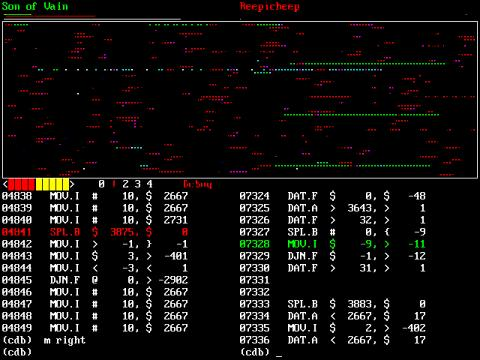 Son of Vain Reepicheep
< > 0 1 2 3 4 Debug
04838 MOV.I # 10, $ 2667 07324 DAT.F $ 0, $ -48
04839 MOV.I # 10, $ 2667 07325 DAT.A > 3643, > 1
04840 MOV.I # 10, $ 2731 07326 DAT.F > 32, > 1
04841 SPL.B $ 3875, $ 0 07327 SPL.B # 0, { -9
04842 MOV.I > -1, } -1 07328 MOV.I $ -9, > -11
04843 MOV.I $ 3, > -401 07329 DJN.F $ -1, > -12
04844 MOV.I < -3, < 1 07330 DAT.F > 31, > 1
04845 DJN.F @ 0, > -2902 07331
04846 MOV.I # 10, $ 2667 07332
04847 MOV.I # 10, $ 2667 07333 SPL.B $ 3883, $ 0
04848 MOV.I # 10, $ 2667 07334 DAT.A < 2667, $ 17
04849 MOV.I # 10, $ 2667 07335 MOV.I $ 2, > -402
(cdb) m right 07336 DAT.A < 2667, $ 17
(cdb) (cdb) _